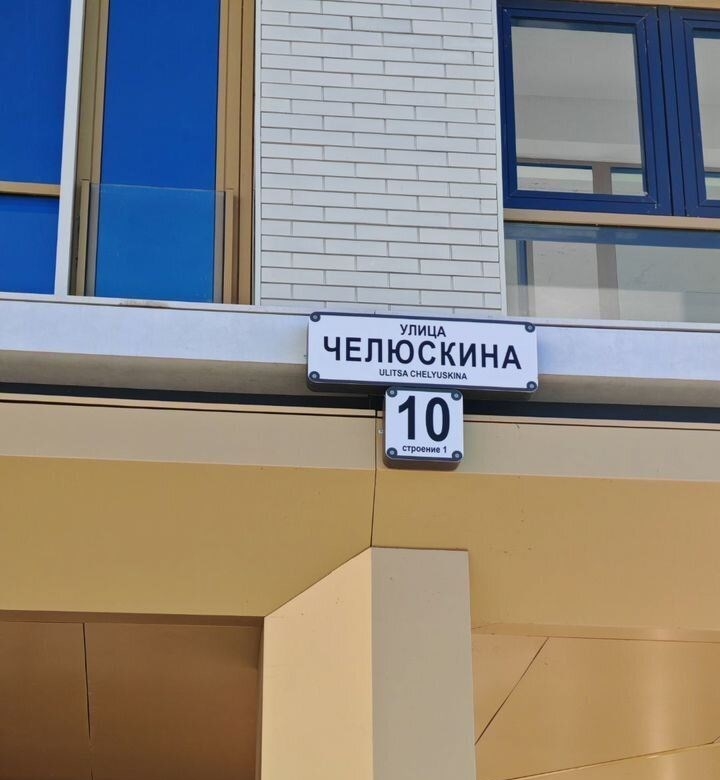 УЛИЦА
ЧЕЛЮСКИНА
ULITSA CHELYUSKINA
10
строение 1